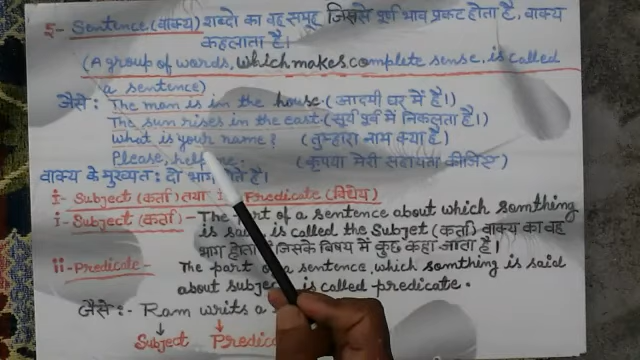 5- Sentence (वाक्य) शब्दो का वह समूह जिससे पूर्ण भाव प्रकट होता है, वाक्य
कहलाता है।
(A group of words, which makes complete sense, is called
a sentence)
जैसे: The man is in the house. (आदमी घर में है।)
The sun rises in the east. (सूर्य पूर्व में निकलता है।)
What is your name? (तुम्हारा नाम क्या है)
Please, help me. (कृपया मेरी सहायता कीजिए)
वाक्य के मुख्यत: दो भाग होते है।
i- Subject (कर्ता) तथा Predicate (विधेय)
i- Subject (कर्ता) - The part of a sentence about which somthing
is said, is called the Subjet (कर्ता) वाक्य का वह
भाग होता है जिसके विषय में कुछ कहा जाता है।
ii- Predicate- The part of a sentence, which somthing is said
about subject is called predicate.
जैसे:- Ram writs a
Subject Predica